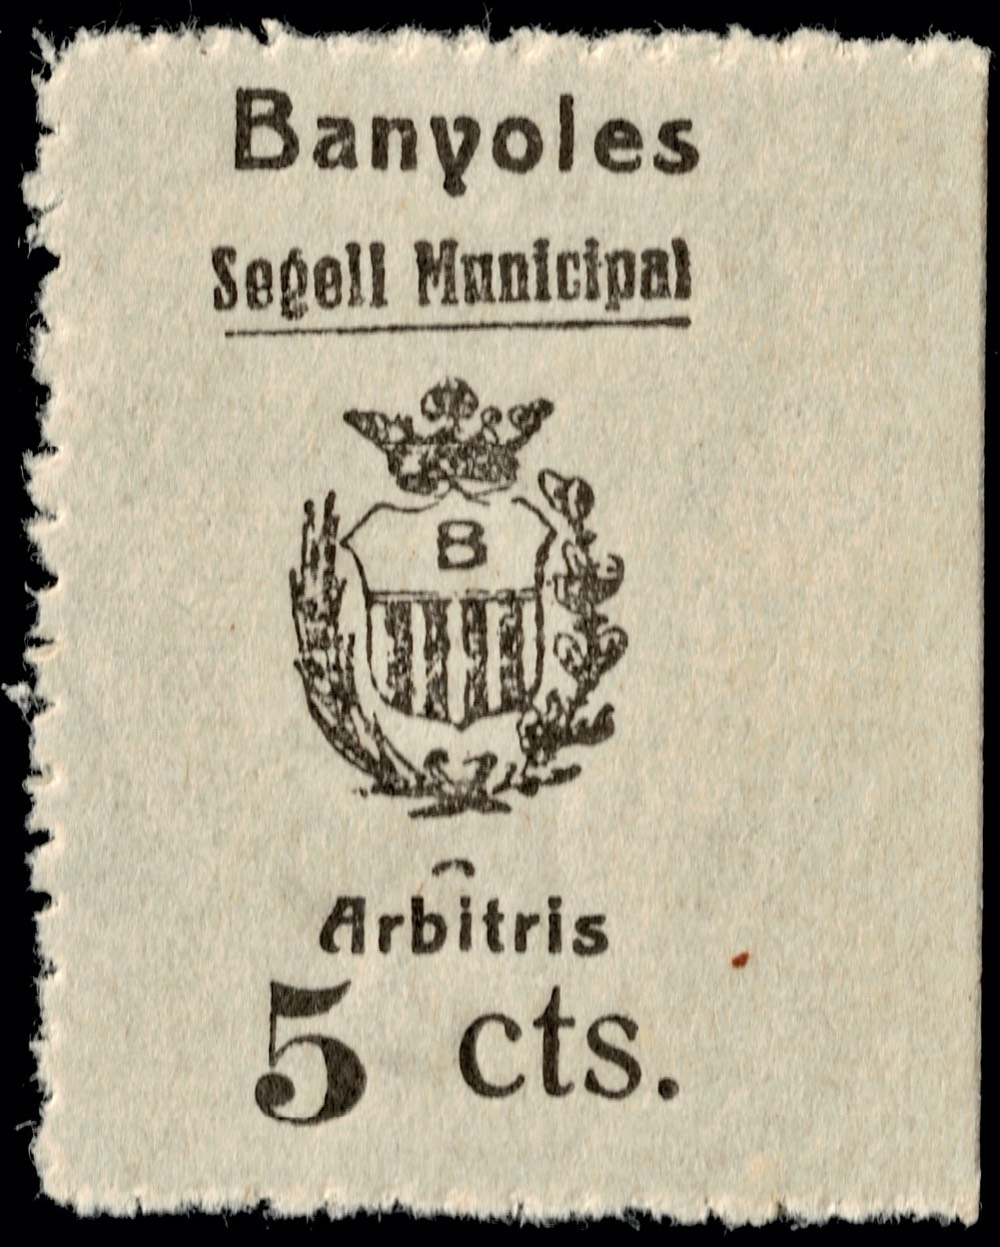 Banyoles
Segell Municipal
B
Arbitris
5 cts.